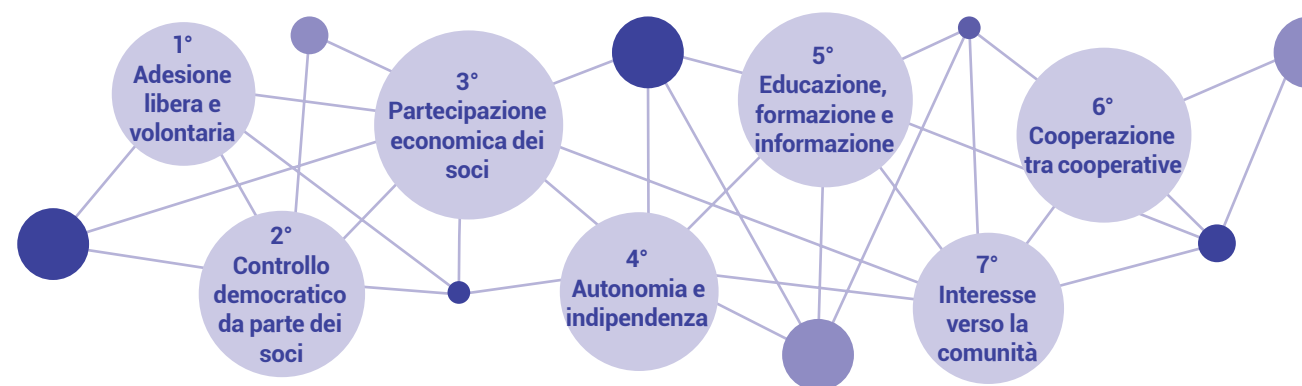 1°
Adesione
libera e
volontaria
2°
Controllo
democratico
da parte dei
soci
3°
Partecipazione
economica dei
soci
4°
Autonomia e
indipendenza
5°
Educazione,
formazione e
informazione
6°
Cooperazione
tra cooperative
7°
Interesse
verso la
comunità